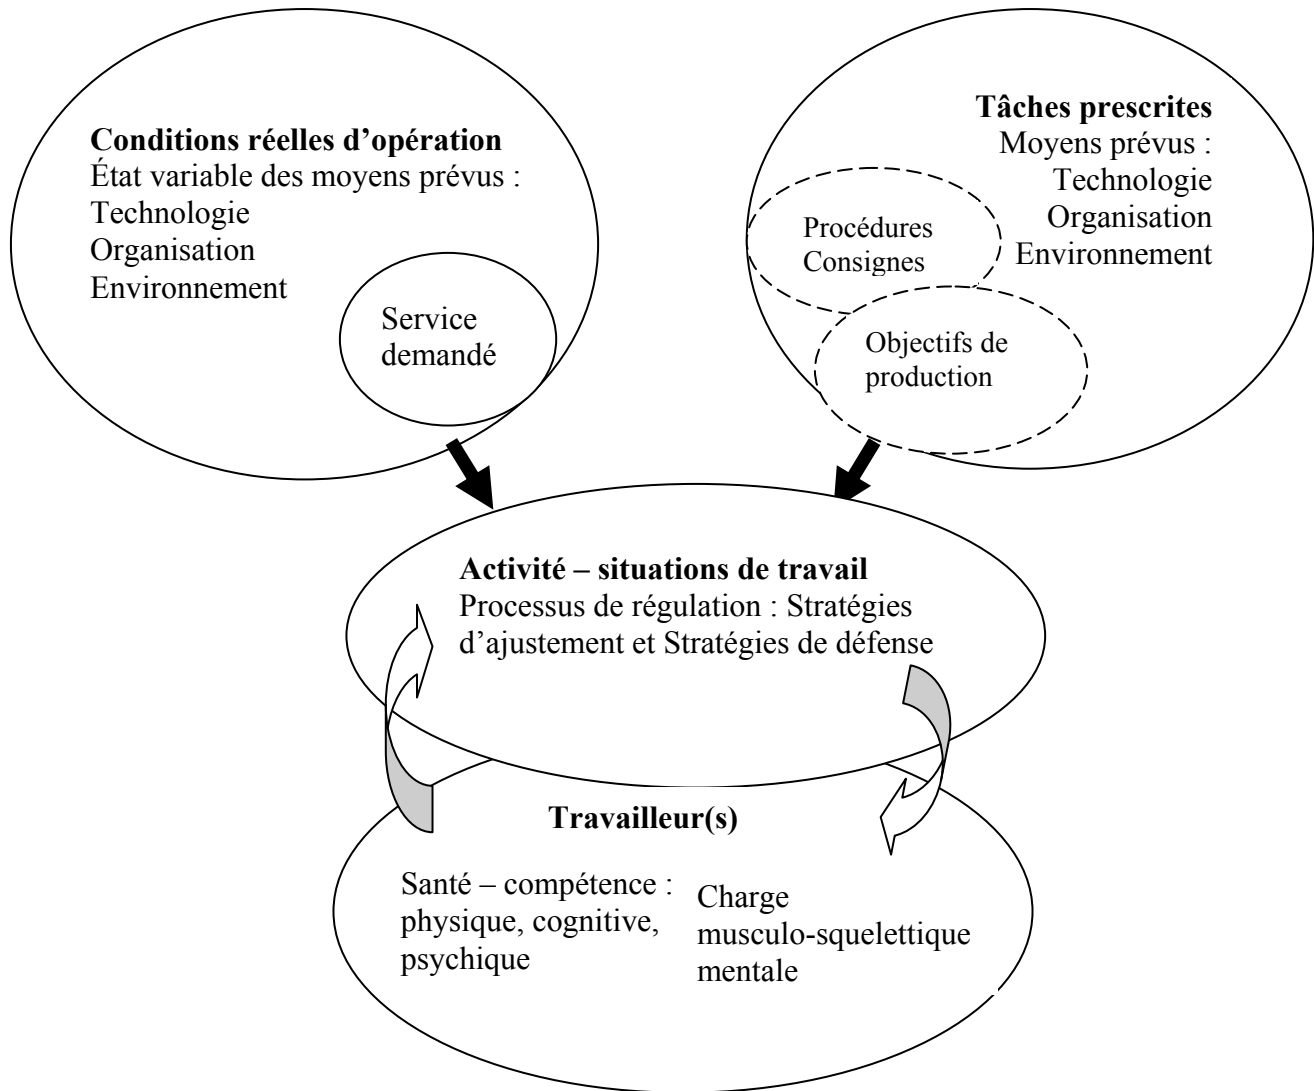 Conditions réelles d’opération
État variable des moyens prévus :
Technologie
Organisation
Environnement
Service
demandé
Tâches prescrites
Moyens prévus :
Technologie
Organisation
Environnement
Procédures
Consignes
Objectifs de
production
Activité – situations de travail
Processus de régulation : Stratégies
d’ajustement et Stratégies de défense
Travailleur(s)
Santé – compétence :
physique, cognitive,
psychique
Charge
musculo-squelettique
mentale